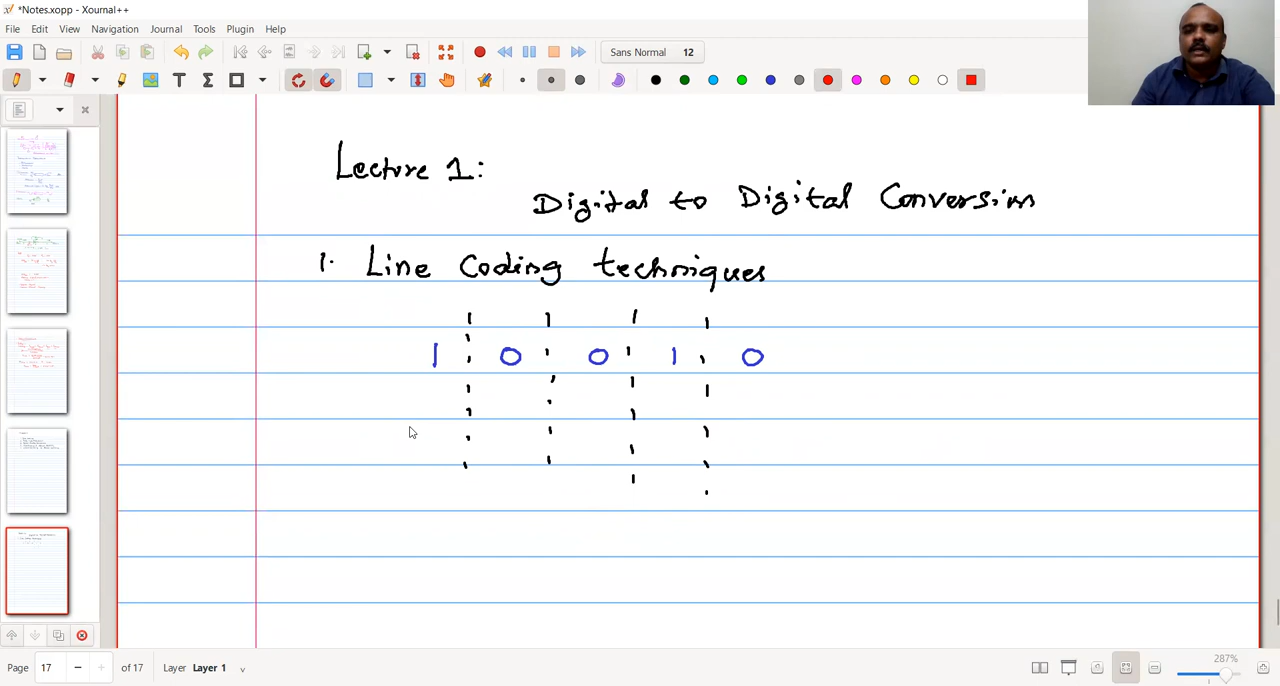 *Notes.xopp - Xournal++
File Edit View Navigation Journal Tools Plugin Help
Sans Normal 12
Lecture 1:
Digital to Digital Conversion
1. Line Coding techniques
1 0 0 1 0
Page 17 of 17 Layer Layer 1 287%